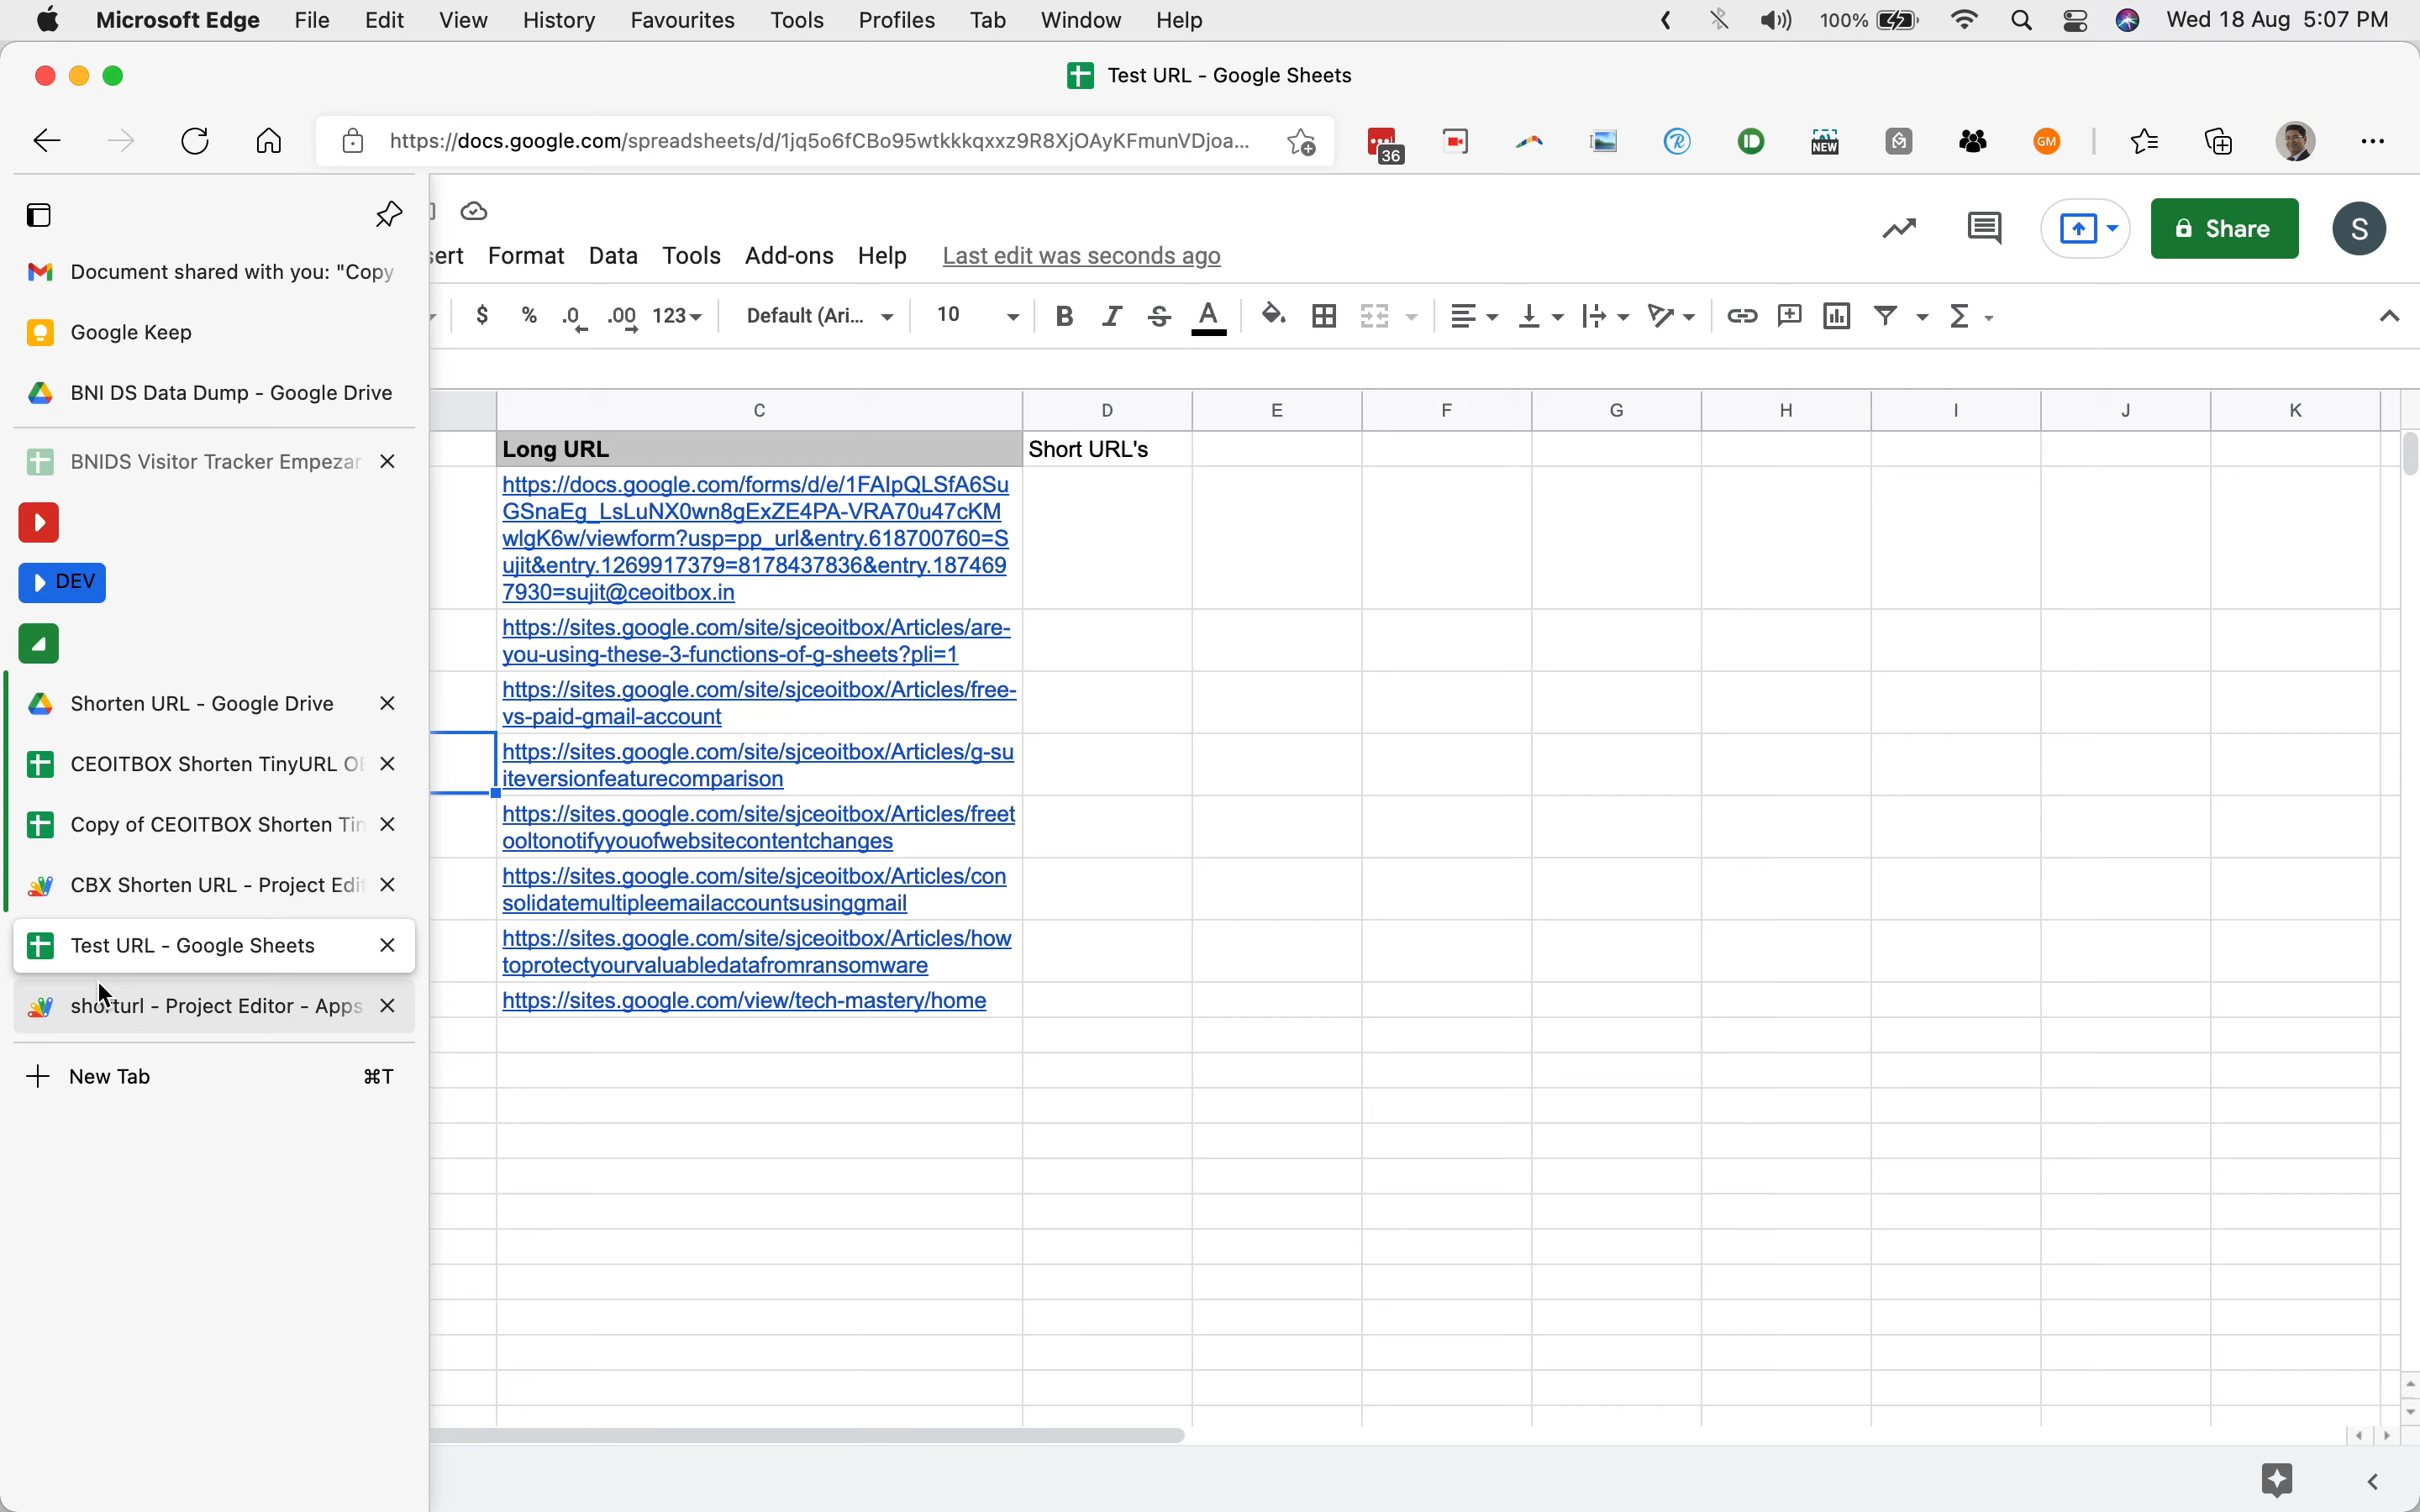 Microsoft Edge File Edit View History Favourites Tools Profiles Tab Window Help 100% Wed 18 Aug 5:07 PM
Test URL - Google Sheets
https://docs.google.com/spreadsheets/d/1jq5o6fCBo95wtkkkqxxz9R8XjOAyKFmunVDjoa... 36 NEW GM
Document shared with you: "Copy
Share S
ert Format Data Tools Add-ons Help Last edit was seconds ago
$ % .0 .00 123 Default (Ari... 10 B I S A
Google Keep
BNI DS Data Dump - Google Drive
BNIDS Visitor Tracker Empezar
DEV
Shorten URL - Google Drive
CEOITBOX Shorten TinyURL
Copy of CEOITBOX Shorten
CBX Shorten URL - Project Edit
Test URL - Google Sheets
shorturl - Project Editor - Apps
New Tab ⌘T
C D E F G H I J K
Long URL Short URL's
https://docs.google.com/forms/d/e/1FAIpQLSfA6Su
GSnaEg_LsLuNX0wn8gExZE4PA-VRA70u47cKM
wlgK6w/viewform?usp=pp_url&entry.618700760=S
ujit&entry.1269917379=8178437836&entry.187469
7930=sujit@ceoitbox.in
https://sites.google.com/site/sjceoitbox/Articles/are-
you-using-these-3-functions-of-g-sheets?pli=1
https://sites.google.com/site/sjceoitbox/Articles/free-
vs-paid-gmail-account
https://sites.google.com/site/sjceoitbox/Articles/g-su
iteversionfeaturecomparison
https://sites.google.com/site/sjceoitbox/Articles/freet
ooltonotifyyouofwebsitecontentchanges
https://sites.google.com/site/sjceoitbox/Articles/con
solidatemultipleemailaccountsusinggmail
https://sites.google.com/site/sjceoitbox/Articles/how
toprotectyourvaluabledatafromransomware
https://sites.google.com/view/tech-mastery/home